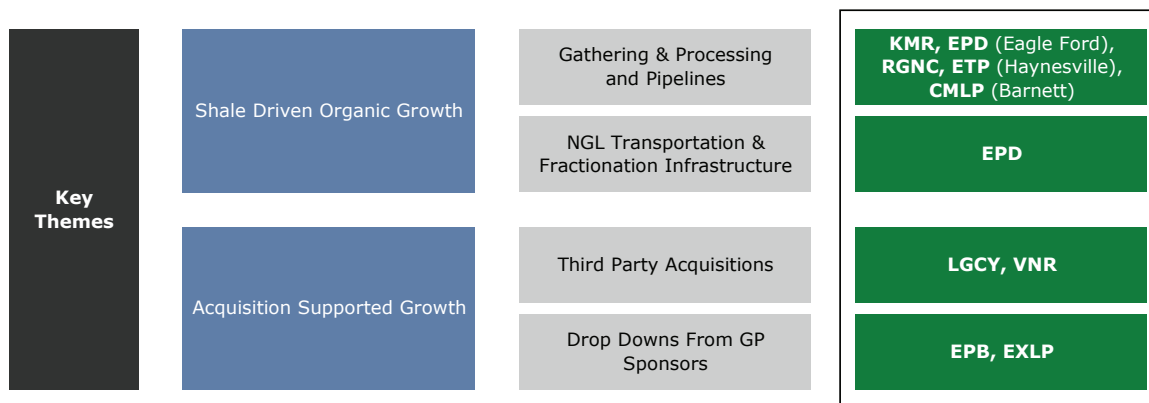 Key
Themes
Shale Driven Organic Growth
Gathering & Processing
and Pipelines
KMR, EPD (Eagle Ford),
RGNC, ETP (Haynesville),
CMLP (Barnett)
NGL Transportation &
Fractionation Infrastructure
EPD
Acquisition Supported Growth
Third Party Acquisitions
LGCY, VNR
Drop Downs From GP
Sponsors
EPB, EXLP